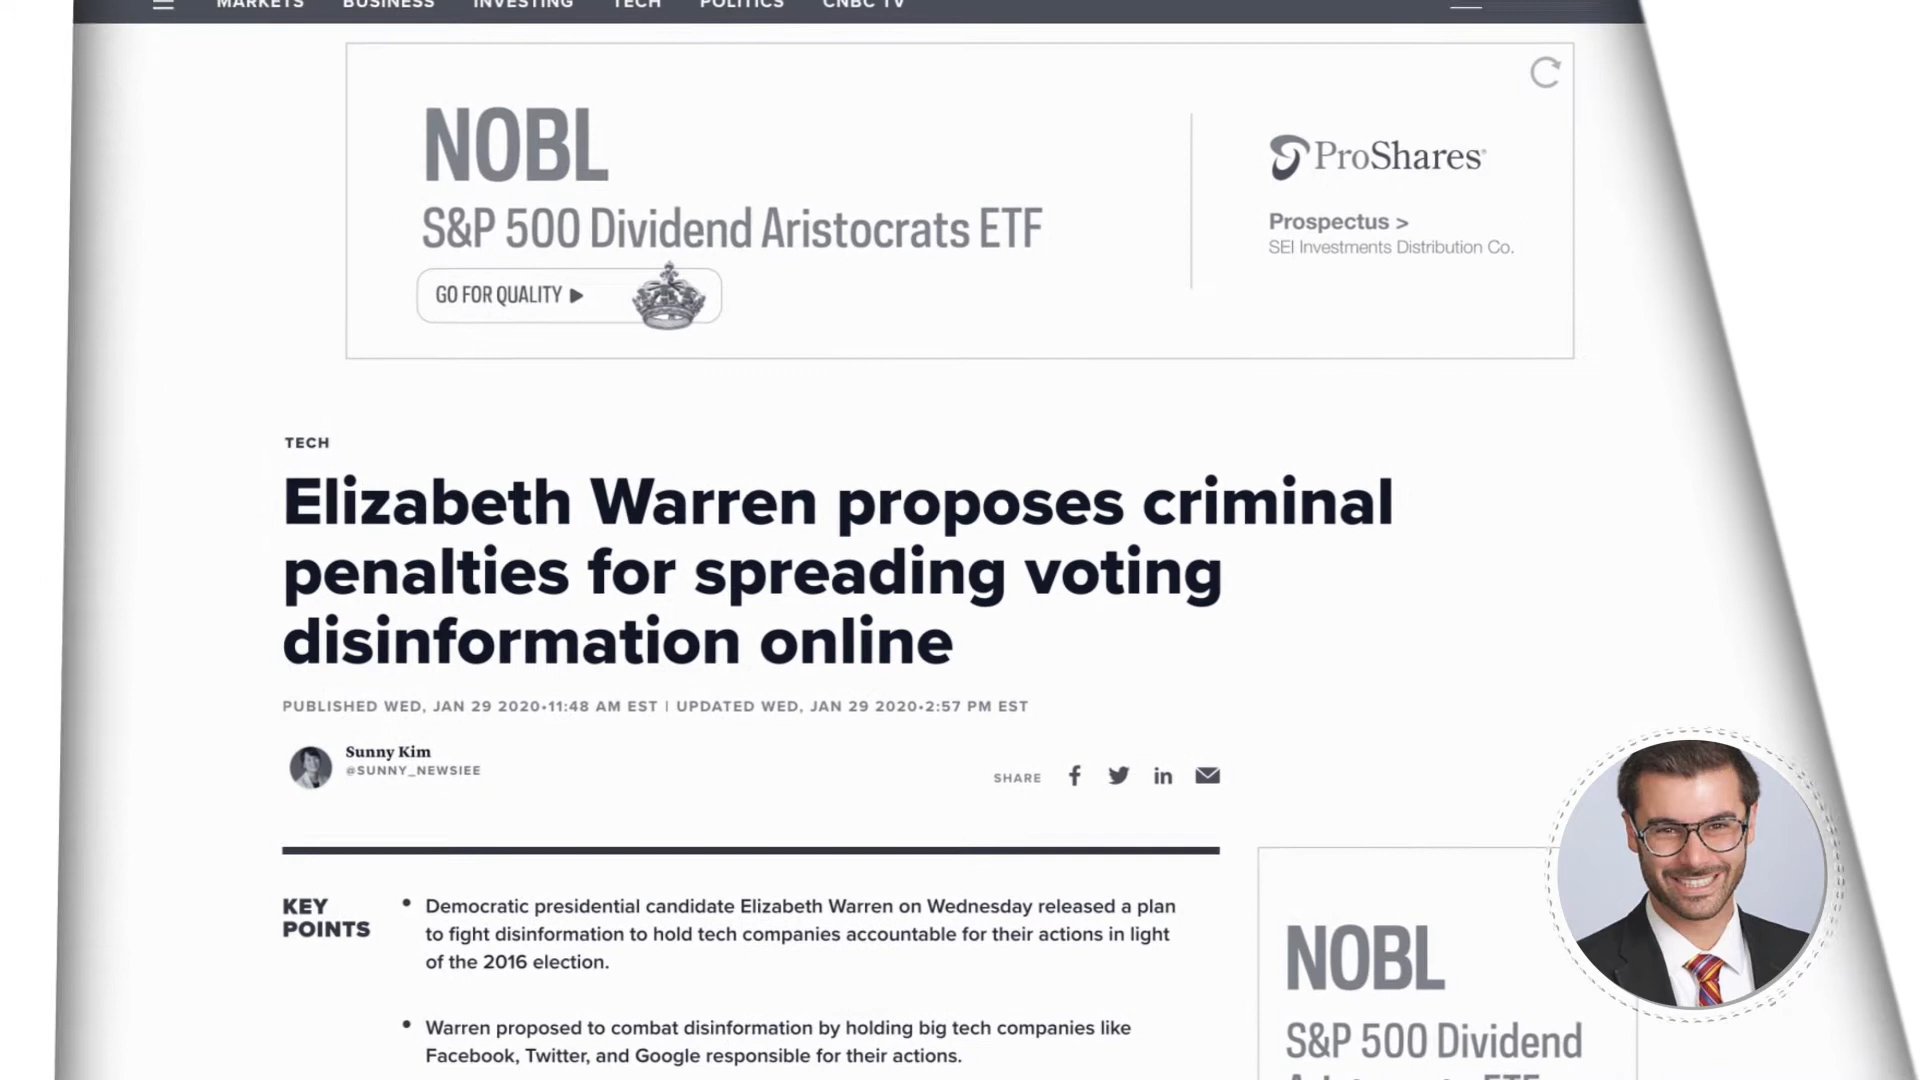 MARKETS BUSINESS INVESTING TECH POLITICS CNBC TV
NOBL
S&P 500 Dividend Aristocrats ETF
GO FOR QUALITY
ProShares
Prospectus >
SEI Investments Distribution Co.
TECH
Elizabeth Warren proposes criminal
penalties for spreading voting
disinformation online
PUBLISHED WED, JAN 29 2020•11:48 AM EST | UPDATED WED, JAN 29 2020•2:57 PM EST
Sunny Kim
@SUNNY_NEWSIEE
SHARE
KEY
POINTS
• Democratic presidential candidate Elizabeth Warren on Wednesday released a plan
to fight disinformation to hold tech companies accountable for their actions in light
of the 2016 election.
• Warren proposed to combat disinformation by holding big tech companies like
Facebook, Twitter, and Google responsible for their actions.
NOBL
S&P 500 Dividend